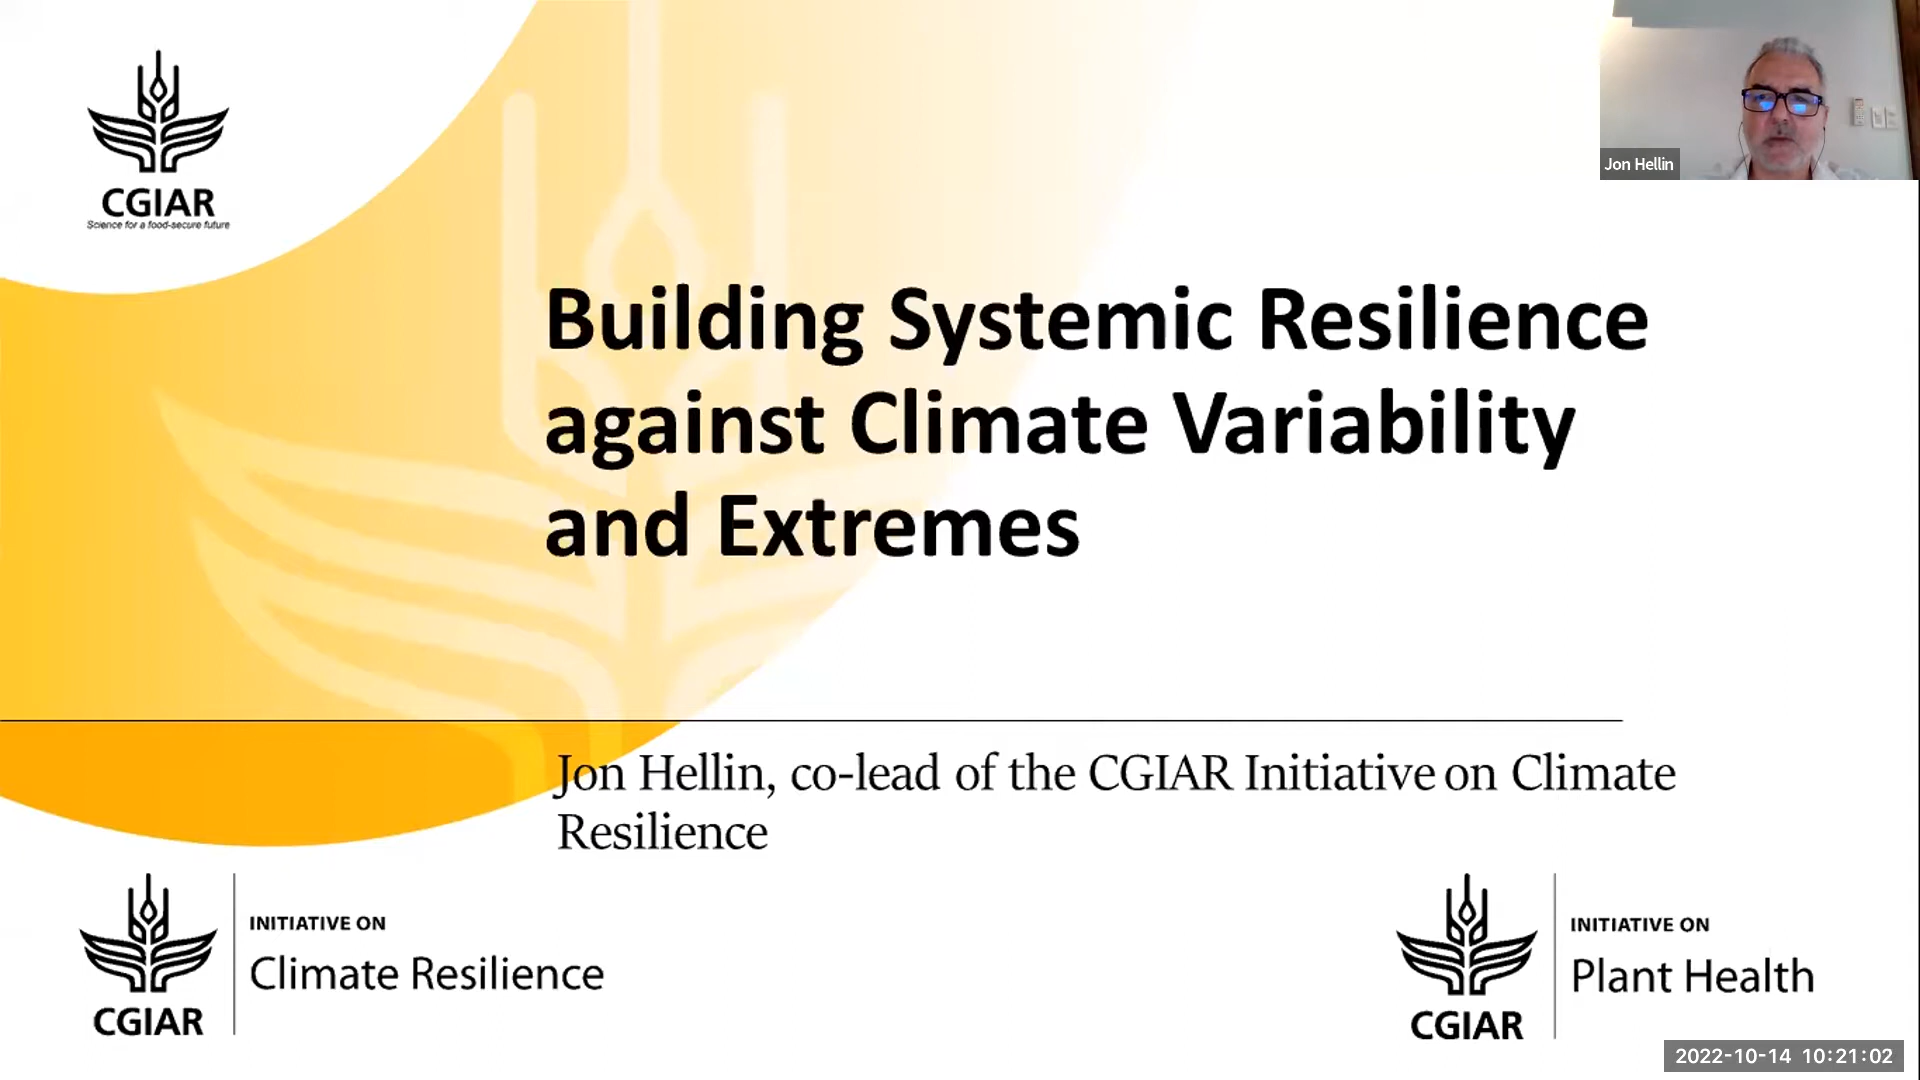 CGIAR
Science for a food-secure future
Jon Hellin
Building Systemic Resilience
against Climate Variability
and Extremes
Jon Hellin, co-lead of the CGIAR Initiative on Climate
Resilience
CGIAR
INITIATIVE ON
Climate Resilience
CGIAR
INITIATIVE ON
Plant Health
2022-10-14 10:21:02